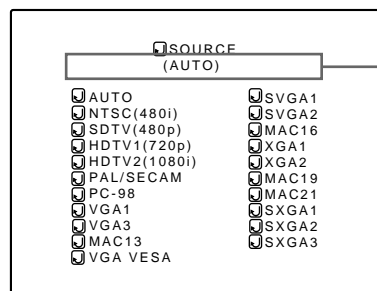 SOURCE
(AUTO)
AUTO
NTSC(480i)
SDTV(480p)
HDTV1(720p)
HDTV2(1080i)
PAL/SECAM
PC-98
VGA1
VGA3
MAC13
VGA VESA
SVGA1
SVGA2
MAC16
XGA1
XGA2
MAC19
MAC21
SXGA1
SXGA2
SXGA3